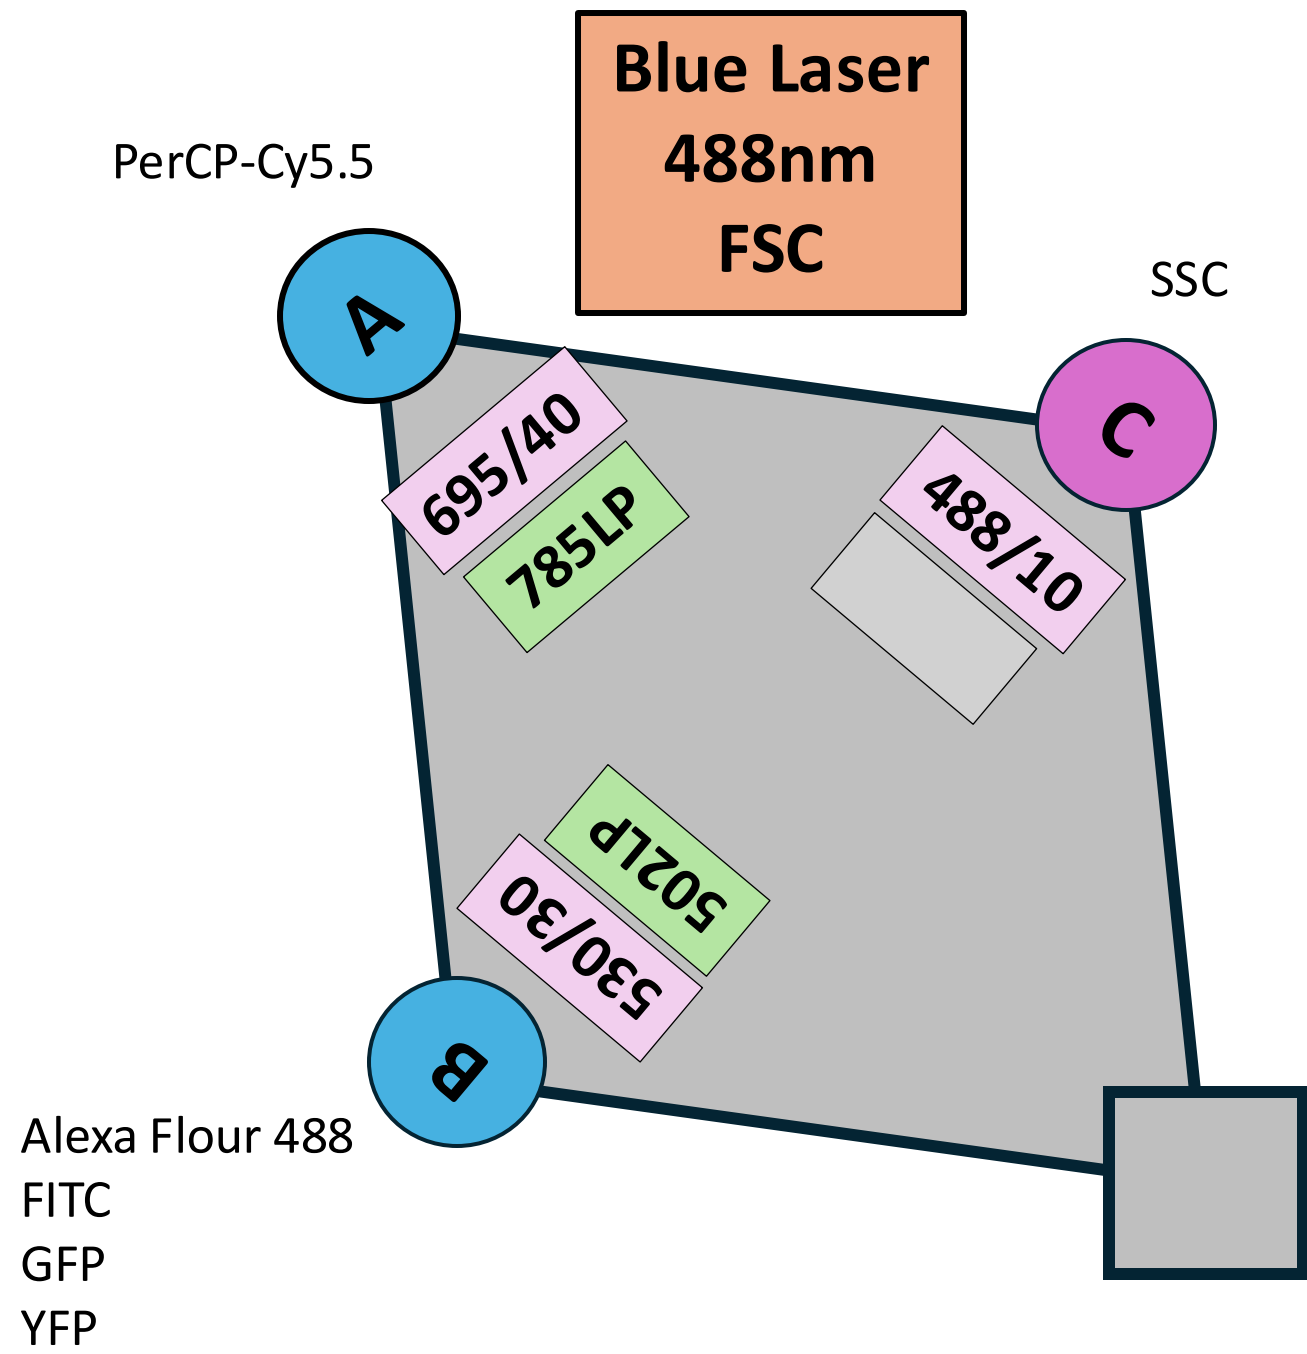 Blue Laser
488nm
FSC
PerCP-Cy5.5
SSC
A
C
695/40
785LP
488/10
502LP
530/30
B
Alexa Flour 488
FITC
GFP
YFP